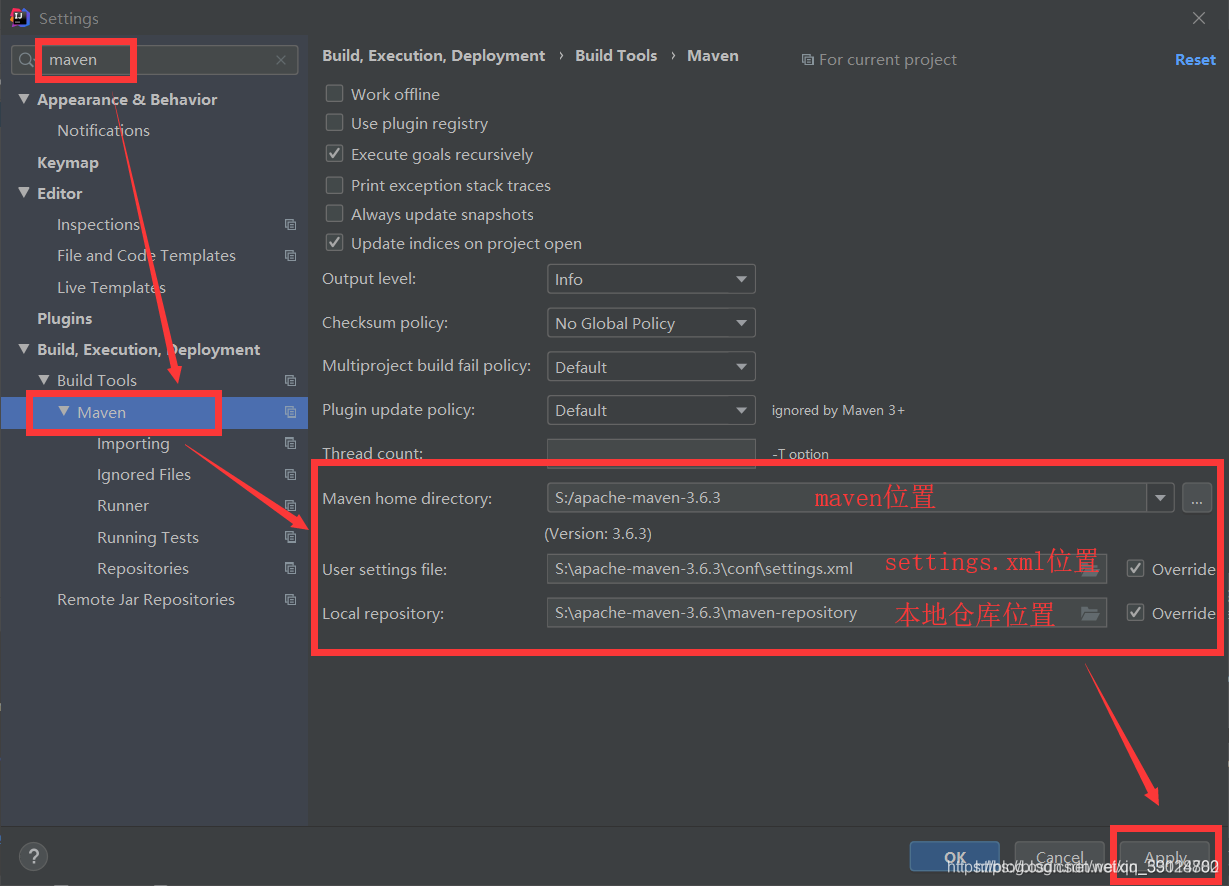 Settings
maven
Appearance & Behavior
Notifications
Keymap
Editor
Inspections
File and Code Templates
Live Templates
Plugins
Build, Execution, Deployment
Build Tools
Maven
Importing
Ignored Files
Runner
Running Tests
Repositories
Remote Jar Repositories
Build, Execution, Deployment › Build Tools › Maven
For current project
Reset
Work offline
Use plugin registry
Execute goals recursively
Print exception stack traces
Always update snapshots
Update indices on project open
Output level: Info
Checksum policy: No Global Policy
Multiproject build fail policy: Default
Plugin update policy: Default ignored by Maven 3+
Thread count: -T option
Maven home directory: S:/apache-maven-3.6.3 maven位置 ...
(Version: 3.6.3)
User settings file: S:\apache-maven-3.6.3\conf\settings.xml settings.xml位置 Override
Local repository: S:\apache-maven-3.6.3\maven-repository 本地仓库位置 Override
? OK Cancel Apply